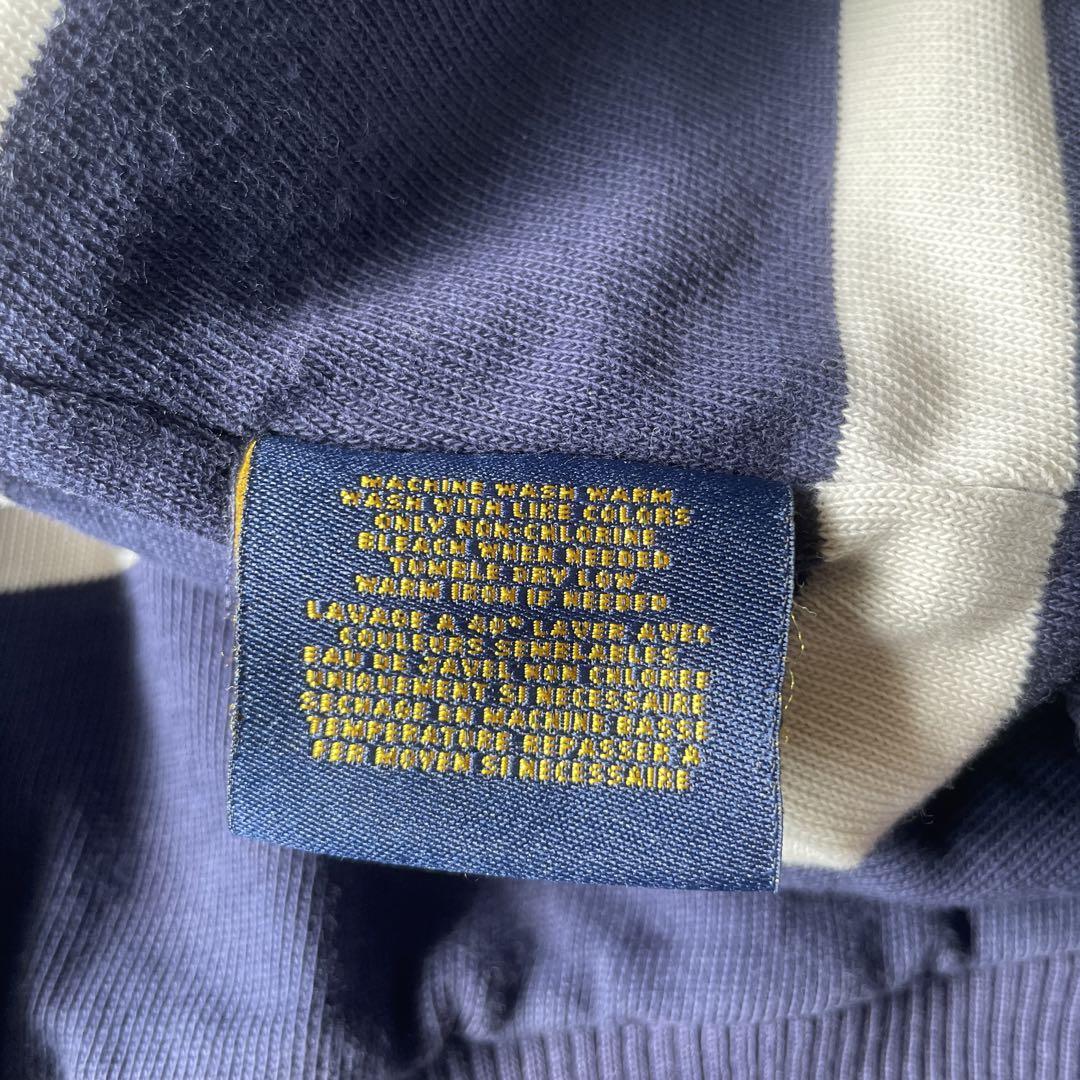 MACHINE WASH WARM
WASH WITH LIKE COLORS
ONLY NON-CHLORINE
BLEACH WHEN NEEDED
TUMBLE DRY LOW
WARM IRON IF NEEDED
LAVAGE A 40° LAVER AVEC
COULEURS SEMBLABLES
EAU DE JAVEL NON CHLOREE
UNIQUEMENT SI NECESSAIRE
SECHAGE EN MACHINE BASSE
TEMPERATURE REPASSER A
FER MOYEN SI NECESSAIRE